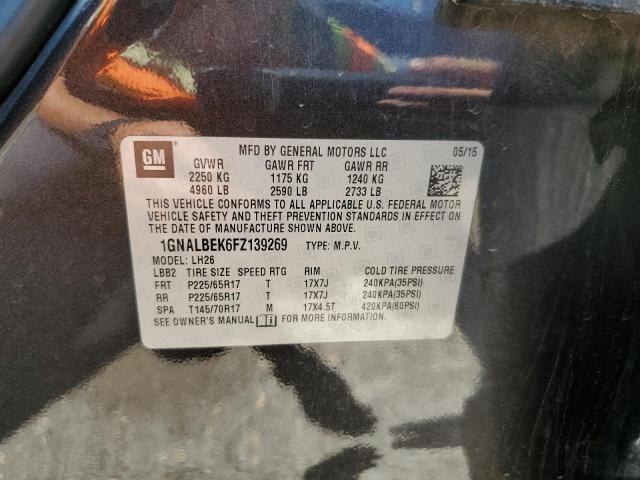 GM
MFD BY GENERAL MOTORS LLC 05/15
GVWR GAWR FRT GAWR RR
2250 KG 1175 KG 1240 KG
4960 LB 2590 LB 2733 LB
THIS VEHICLE CONFORMS TO ALL APPLICABLE U.S. FEDERAL MOTOR
VEHICLE SAFETY AND THEFT PREVENTION STANDARDS IN EFFECT ON
THE DATE OF MANUFACTURE SHOWN ABOVE.
1GNALBEK6FZ139269 TYPE: M.P.V.
MODEL: LH26
LBB2 TIRE SIZE SPEED RTG RIM COLD TIRE PRESSURE
FRT P225/65R17 T 17X7J 240KPA(35PSI)
RR P225/65R17 T 17X7J 240KPA(35PSI)
SPA T145/70R17 M 17X4.5T 420KPA(60PSI)
SEE OWNER'S MANUAL FOR MORE INFORMATION.